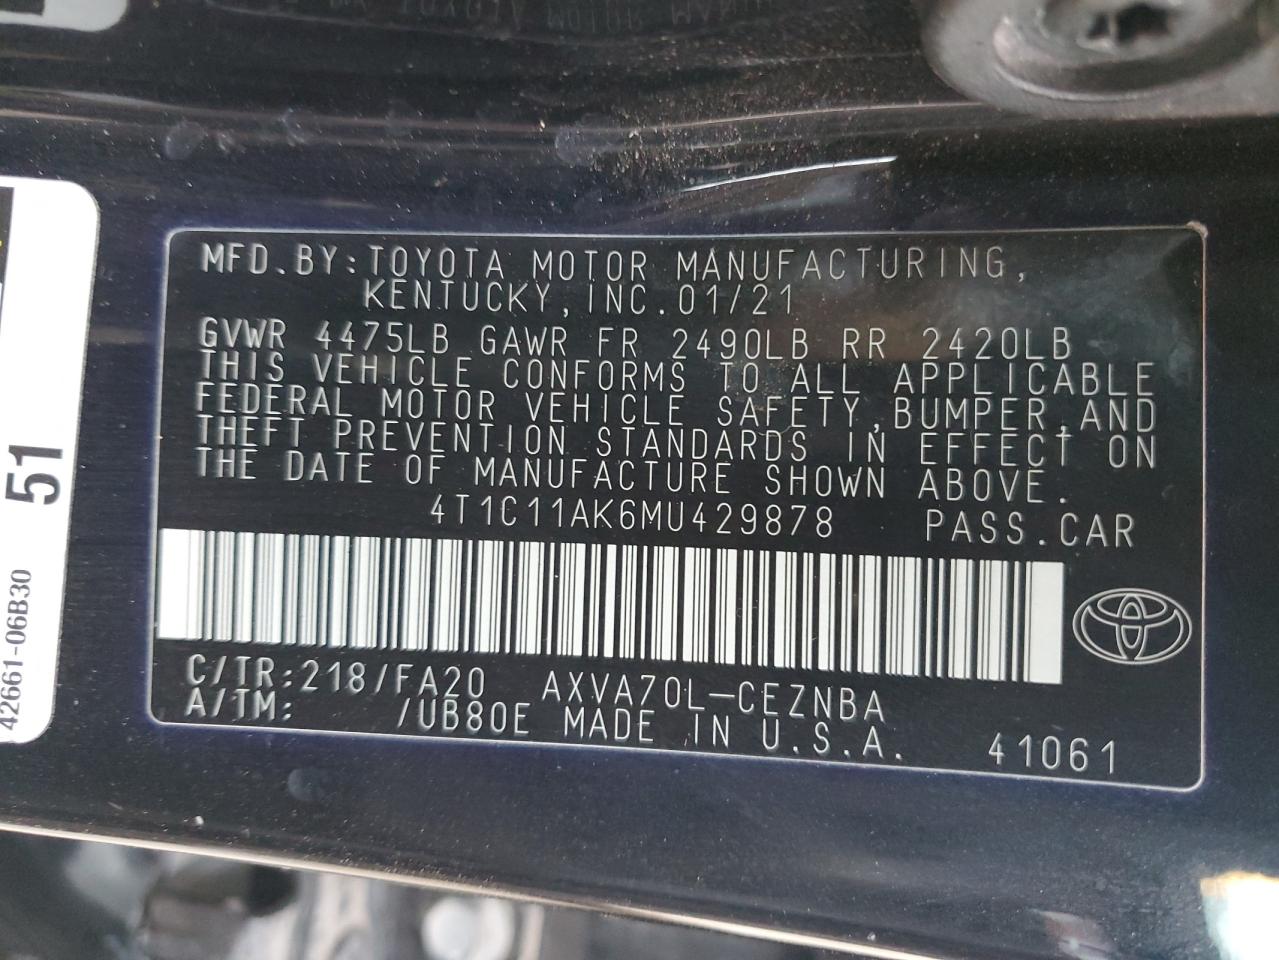 MFD.BY:TOYOTA MOTOR MANUFACTURING,
KENTUCKY, INC. 01/21
GVWR 4475LB GAWR FR 2490LB RR 2420LB
THIS VEHICLE CONFORMS TO ALL APPLICABLE
FEDERAL MOTOR VEHICLE SAFETY,BUMPER,AND
THEFT PREVENTION STANDARDS IN EFFECT ON
THE DATE OF MANUFACTURE SHOWN ABOVE.
4T1C11AK6MU429878 PASS.CAR
C/TR:218/FA20 AXVA70L-CEZNBA
A/TM: /UB80E MADE IN U.S.A. 41061
51
42661-06B30